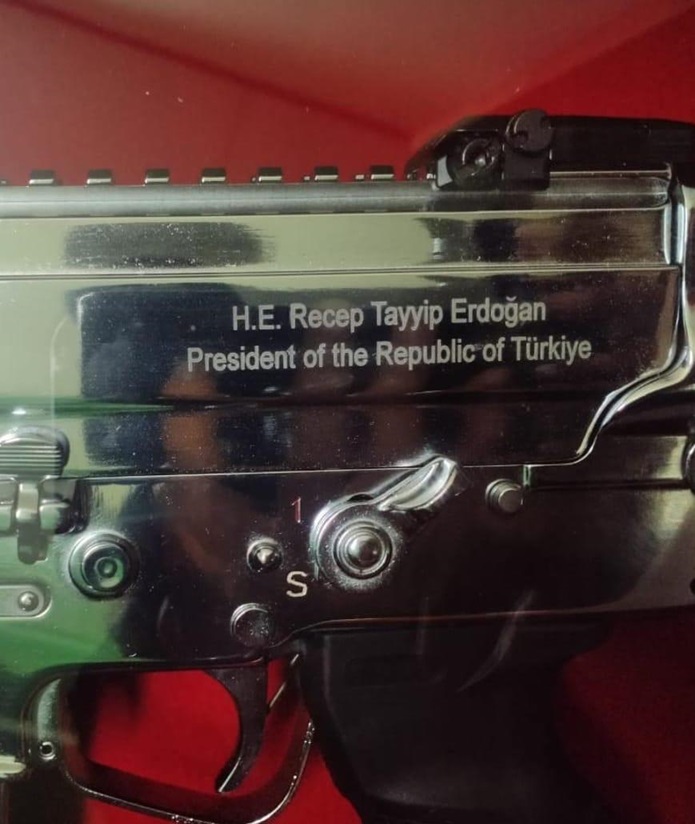 H.E. Recep Tayyip Erdoğan
President of the Republic of Türkiye
1
S